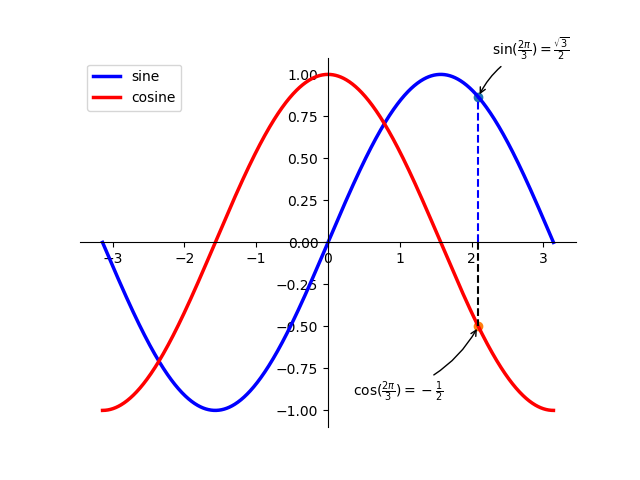 sin(2π/3) = √3/2
sine
cosine
1.00
0.75
0.50
0.25
0.00
−3 −2 −1 0 1 2 3
−0.25
−0.50
−0.75
cos(2π/3) = −1/2
−1.00